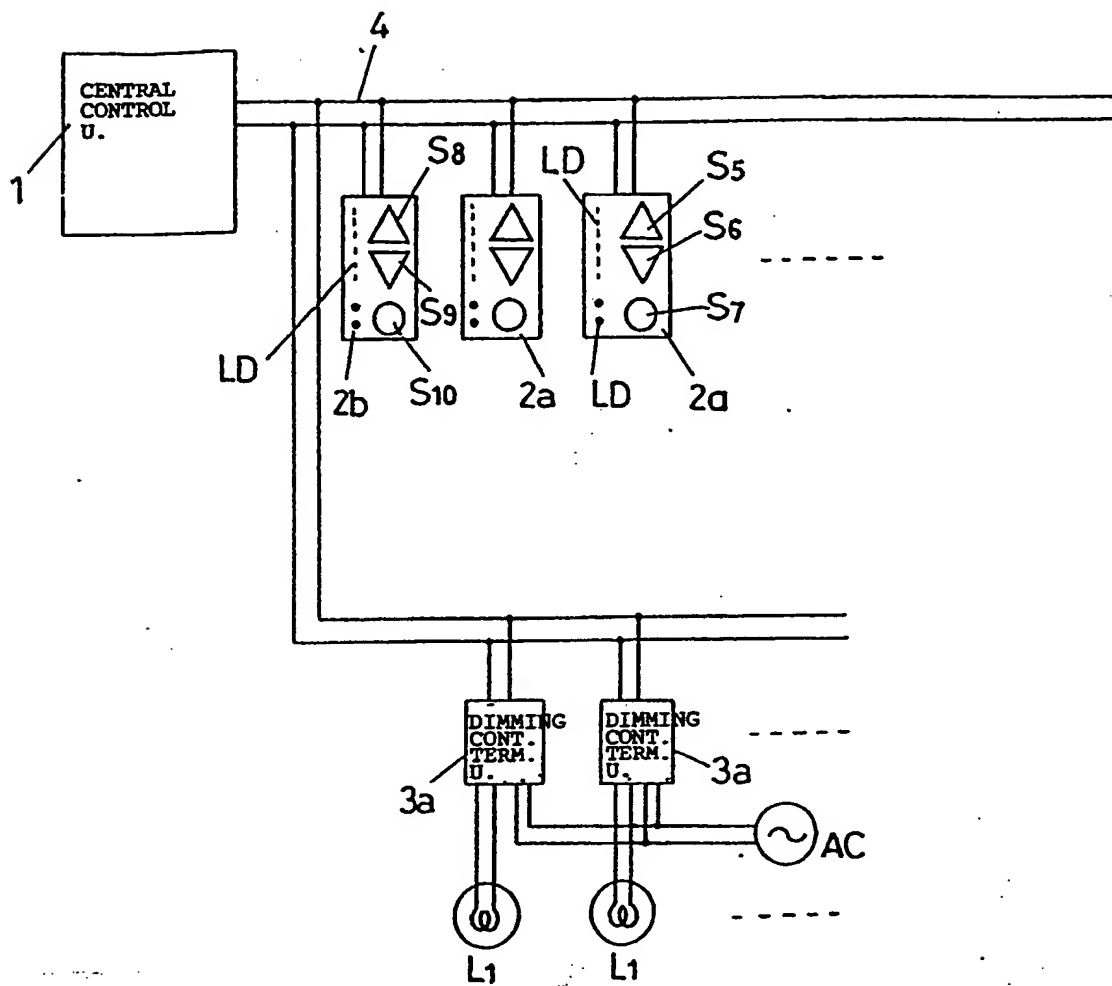 4
CENTRAL
CONTROL
U.
1
S8
LD
S5
S6
S9
S7
LD
2b
S10
2a
LD
2a
DIMMING
CONT.
TERM.
U.
DIMMING
CONT.
TERM.
U.
3a
3a
AC
L1
L1